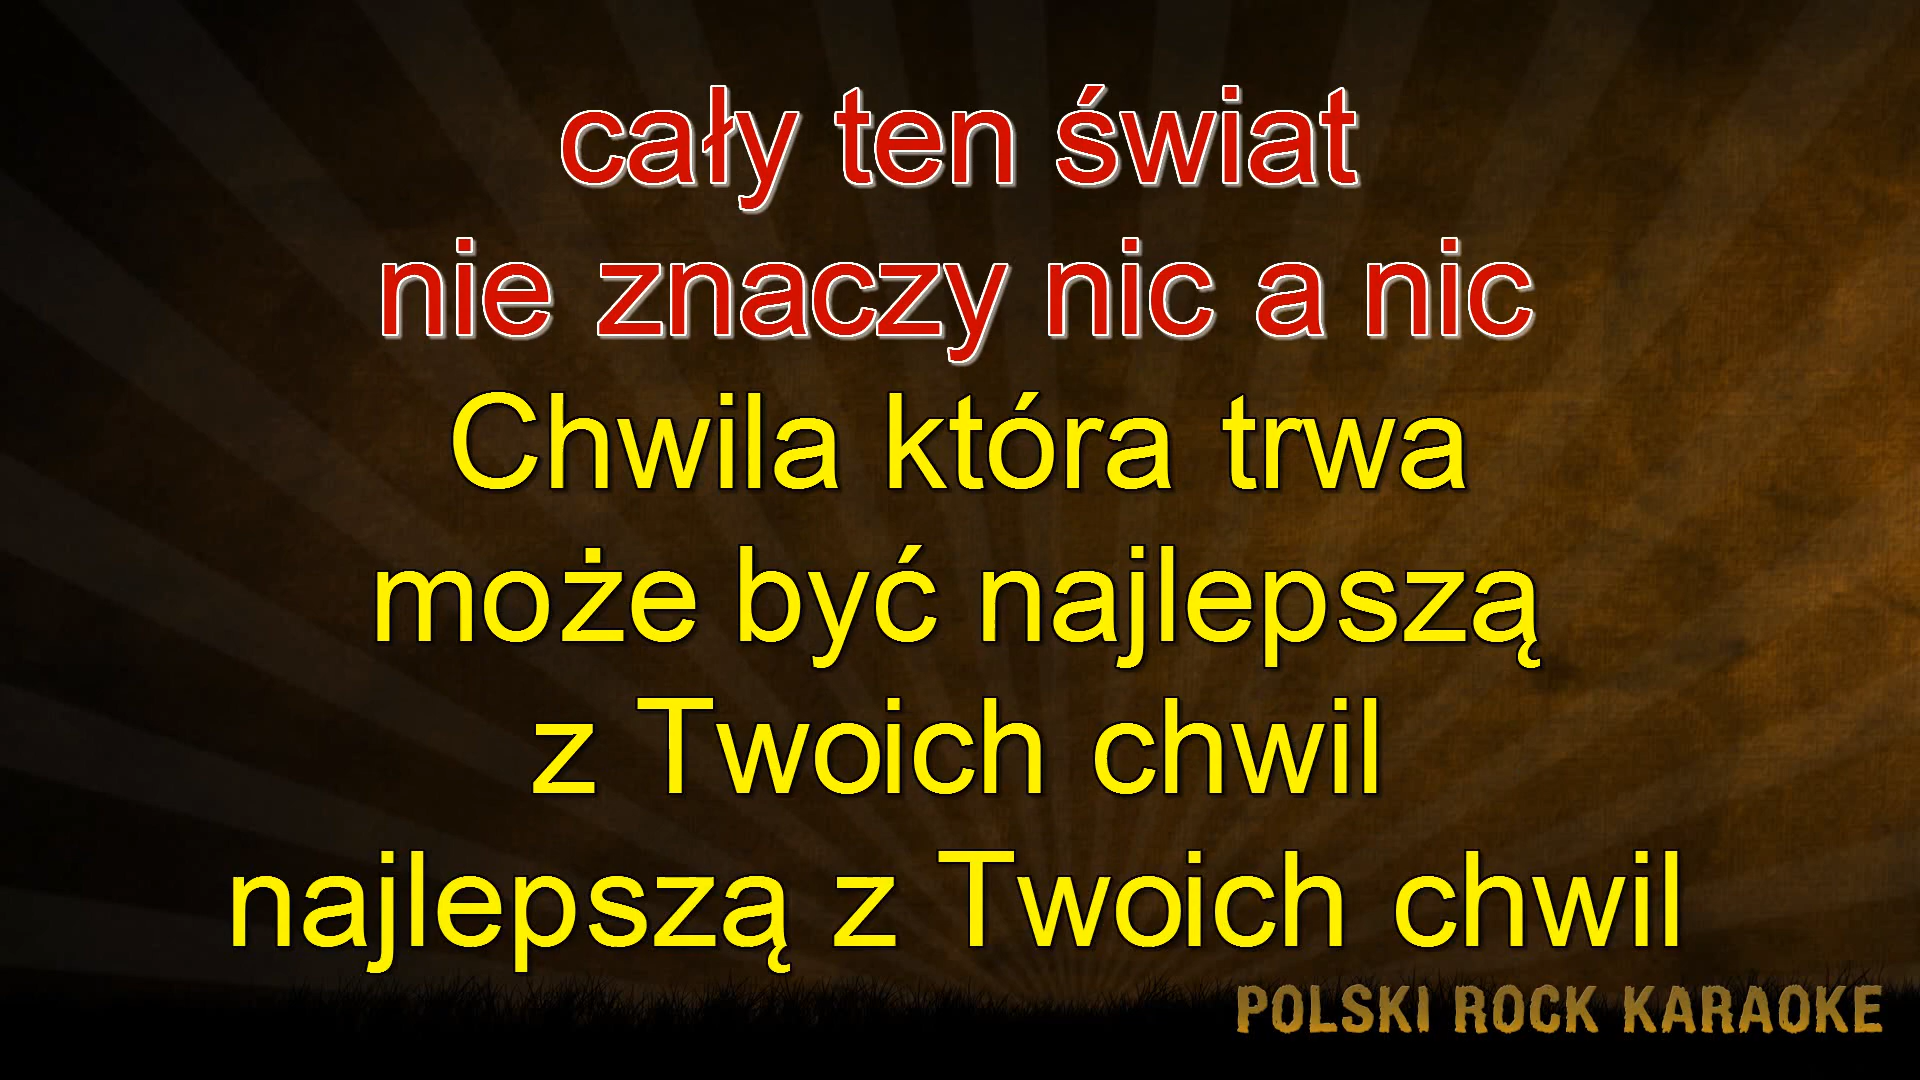 cały ten świat
nie znaczy nic a nic
Chwila która trwa
może być najlepszą
z Twoich chwil
najlepszą z Twoich chwil
POLSKI ROCK KARAOKE